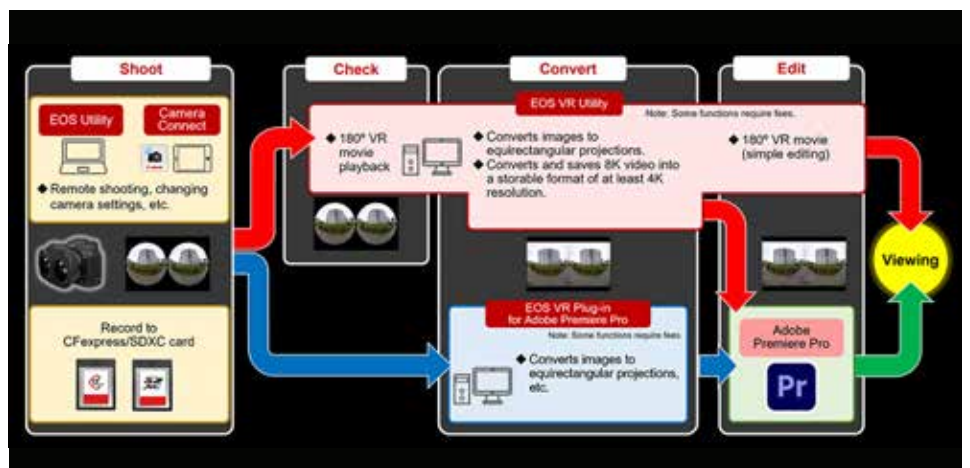 Shoot
EOS Utility
Camera
Connect
◆ Remote shooting, changing
camera settings, etc.
Record to
CFexpress/SDXC card
Check
Convert
Edit
EOS VR Utility
Note: Some functions require fees.
◆ 180º VR
movie
playback
◆ Converts images to
equirectangular projections.
◆ Converts and saves 8K video into
a storable format of at least 4K
resolution.
◆ 180º VR movie
(simple editing)
EOS VR Plug-in
for Adobe Premiere Pro
Note: Some functions require fees
◆ Converts images to
equirectangular projections,
etc.
Adobe
Premiere Pro
Pr
Viewing